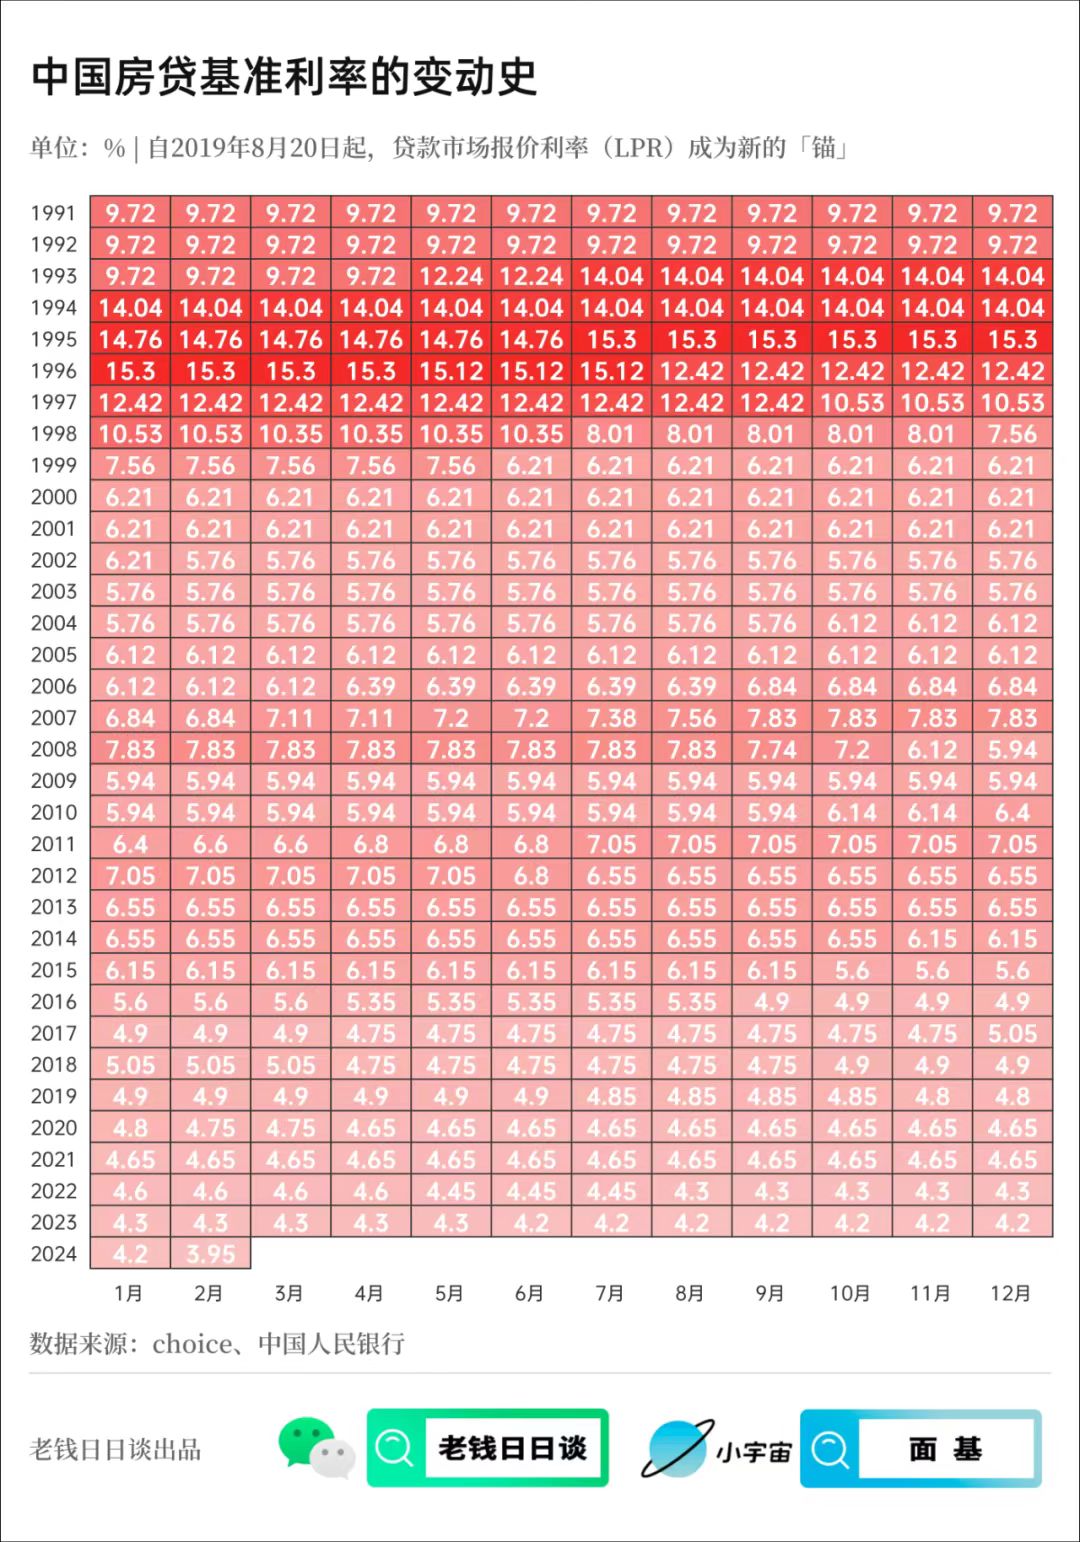 中国房贷基准利率的变动史
单位：% | 自2019年8月20日起，贷款市场报价利率（LPR）成为新的「锚」
1991 9.72 9.72 9.72 9.72 9.72 9.72 9.72 9.72 9.72 9.72 9.72 9.72
1992 9.72 9.72 9.72 9.72 9.72 9.72 9.72 9.72 9.72 9.72 9.72 9.72
1993 9.72 9.72 9.72 9.72 12.24 12.24 14.04 14.04 14.04 14.04 14.04 14.04
1994 14.04 14.04 14.04 14.04 14.04 14.04 14.04 14.04 14.04 14.04 14.04 14.04
1995 14.76 14.76 14.76 14.76 14.76 14.76 15.3 15.3 15.3 15.3 15.3 15.3
1996 15.3 15.3 15.3 15.3 15.12 15.12 15.12 12.42 12.42 12.42 12.42 12.42
1997 12.42 12.42 12.42 12.42 12.42 12.42 12.42 12.42 12.42 10.53 10.53 10.53
1998 10.53 10.53 10.35 10.35 10.35 10.35 8.01 8.01 8.01 8.01 8.01 7.56
1999 7.56 7.56 7.56 7.56 7.56 6.21 6.21 6.21 6.21 6.21 6.21 6.21
2000 6.21 6.21 6.21 6.21 6.21 6.21 6.21 6.21 6.21 6.21 6.21 6.21
2001 6.21 6.21 6.21 6.21 6.21 6.21 6.21 6.21 6.21 6.21 6.21 6.21
2002 6.21 5.76 5.76 5.76 5.76 5.76 5.76 5.76 5.76 5.76 5.76 5.76
2003 5.76 5.76 5.76 5.76 5.76 5.76 5.76 5.76 5.76 5.76 5.76 5.76
2004 5.76 5.76 5.76 5.76 5.76 5.76 5.76 5.76 5.76 6.12 6.12 6.12
2005 6.12 6.12 6.12 6.12 6.12 6.12 6.12 6.12 6.12 6.12 6.12 6.12
2006 6.12 6.12 6.12 6.39 6.39 6.39 6.39 6.39 6.84 6.84 6.84 6.84
2007 6.84 6.84 7.11 7.11 7.2 7.2 7.38 7.56 7.83 7.83 7.83 7.83
2008 7.83 7.83 7.83 7.83 7.83 7.83 7.83 7.83 7.74 7.2 6.12 5.94
2009 5.94 5.94 5.94 5.94 5.94 5.94 5.94 5.94 5.94 5.94 5.94 5.94
2010 5.94 5.94 5.94 5.94 5.94 5.94 5.94 5.94 5.94 6.14 6.14 6.4
2011 6.4 6.6 6.6 6.8 6.8 6.8 7.05 7.05 7.05 7.05 7.05 7.05
2012 7.05 7.05 7.05 7.05 7.05 6.8 6.55 6.55 6.55 6.55 6.55 6.55
2013 6.55 6.55 6.55 6.55 6.55 6.55 6.55 6.55 6.55 6.55 6.55 6.55
2014 6.55 6.55 6.55 6.55 6.55 6.55 6.55 6.55 6.55 6.55 6.15 6.15
2015 6.15 6.15 6.15 6.15 6.15 6.15 6.15 6.15 6.15 5.6 5.6 5.6
2016 5.6 5.6 5.6 5.35 5.35 5.35 5.35 5.35 4.9 4.9 4.9 4.9
2017 4.9 4.9 4.9 4.75 4.75 4.75 4.75 4.75 4.75 4.75 4.75 5.05
2018 5.05 5.05 5.05 4.75 4.75 4.75 4.75 4.75 4.75 4.9 4.9 4.9
2019 4.9 4.9 4.9 4.9 4.9 4.9 4.85 4.85 4.85 4.85 4.8 4.8
2020 4.8 4.75 4.75 4.65 4.65 4.65 4.65 4.65 4.65 4.65 4.65 4.65
2021 4.65 4.65 4.65 4.65 4.65 4.65 4.65 4.65 4.65 4.65 4.65 4.65
2022 4.6 4.6 4.6 4.6 4.45 4.45 4.45 4.3 4.3 4.3 4.3 4.3
2023 4.3 4.3 4.3 4.3 4.3 4.2 4.2 4.2 4.2 4.2 4.2 4.2
2024 4.2 3.95
1月 2月 3月 4月 5月 6月 7月 8月 9月 10月 11月 12月
数据来源：choice、中国人民银行
老钱日日谈出品 老钱日日谈 小宇宙 面基